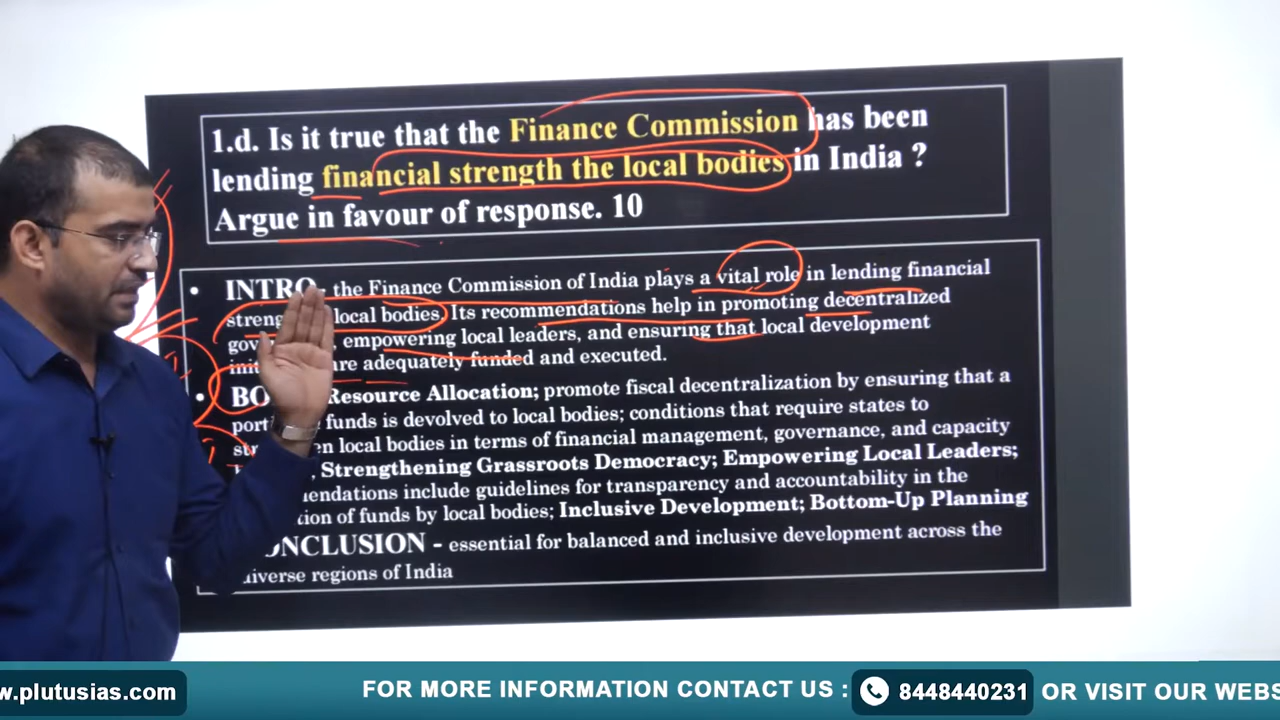 1.d. Is it true that the Finance Commission has been
lending financial strength the local bodies in India ?
Argue in favour of response. 10
• INTRO- the Finance Commission of India plays a vital role in lending financial
local bodies. Its recommendations help in promoting decentralized
, empowering local leaders, and ensuring that local development
are adequately funded and executed.
• Resource Allocation; promote fiscal decentralization by ensuring that a
funds is devolved to local bodies; conditions that require states to
local bodies in terms of financial management, governance, and capacity
, Strengthening Grassroots Democracy; Empowering Local Leaders;
include guidelines for transparency and accountability in the
of funds by local bodies; Inclusive Development; Bottom-Up Planning
- essential for balanced and inclusive development across the
regions of India
w.plutusias.com
FOR MORE INFORMATION CONTACT US : 8448440231 OR VISIT OUR WEBS